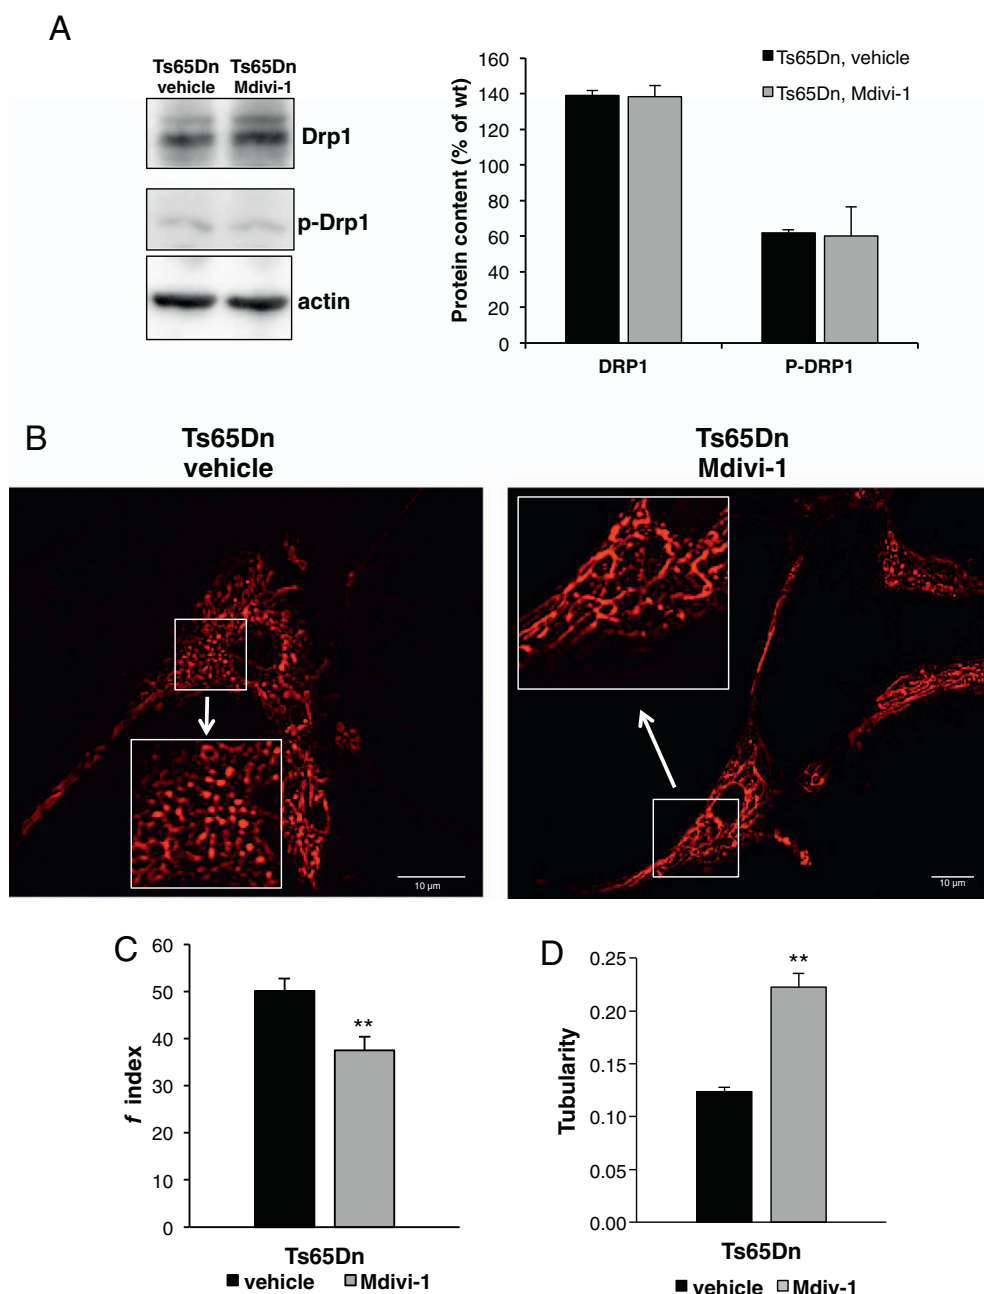 A
Ts65Dn Ts65Dn
vehicle Mdivi-1
Drp1
p-Drp1
actin
Protein content (% of wt)
160
140
120
100
80
60
40
20
0
DRP1 P-DRP1
Ts65Dn, vehicle
Ts65Dn, Mdivi-1
B
Ts65Dn
vehicle
Ts65Dn
Mdivi-1
10 µm
10 µm
C
f index
60
50
40
30
20
10
0
**
Ts65Dn
vehicle Mdivi-1
D
Tubularity
0.25
0.20
0.15
0.10
0.05
0.00
**
Ts65Dn
vehicle Mdiv-1